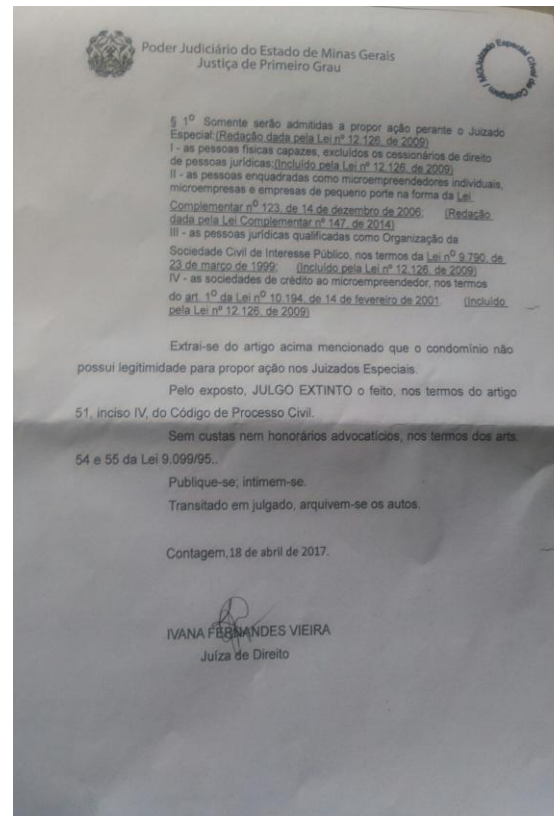 Poder Judiciário do Estado de Minas Gerais
Justiça de Primeiro Grau
Juizado Especial Cível de Contagem / MG
§ 1º Somente serão admitidas a propor ação perante o Juizado
Especial:(Redação dada pela Lei nº 12.126, de 2009)
I - as pessoas físicas capazes, excluídos os cessionários de direito
de pessoas jurídicas;(Incluído pela Lei nº 12.126, de 2009)
II - as pessoas enquadradas como microempreendedores individuais,
microempresas e empresas de pequeno porte na forma da Lei
Complementar nº 123, de 14 de dezembro de 2006; (Redação
dada pela Lei Complementar nº 147, de 2014)
III - as pessoas jurídicas qualificadas como Organização da
Sociedade Civil de Interesse Público, nos termos da Lei nº 9.790, de
23 de março de 1999; (Incluído pela Lei nº 12.126, de 2009)
IV - as sociedades de crédito ao microempreendedor, nos termos
do art. 1º da Lei nº 10.194, de 14 de fevereiro de 2001. (Incluído
pela Lei nº 12.126, de 2009)
Extrai-se do artigo acima mencionado que o condomínio não
possui legitimidade para propor ação nos Juizados Especiais.
Pelo exposto, JULGO EXTINTO o feito, nos termos do artigo
51, inciso IV, do Código de Processo Civil.
Sem custas nem honorários advocatícios, nos termos dos arts.
54 e 55 da Lei 9.099/95..
Publique-se; intimem-se.
Transitado em julgado, arquivem-se os autos.
Contagem,18 de abril de 2017.
IVANA FERNANDES VIEIRA
Juíza de Direito